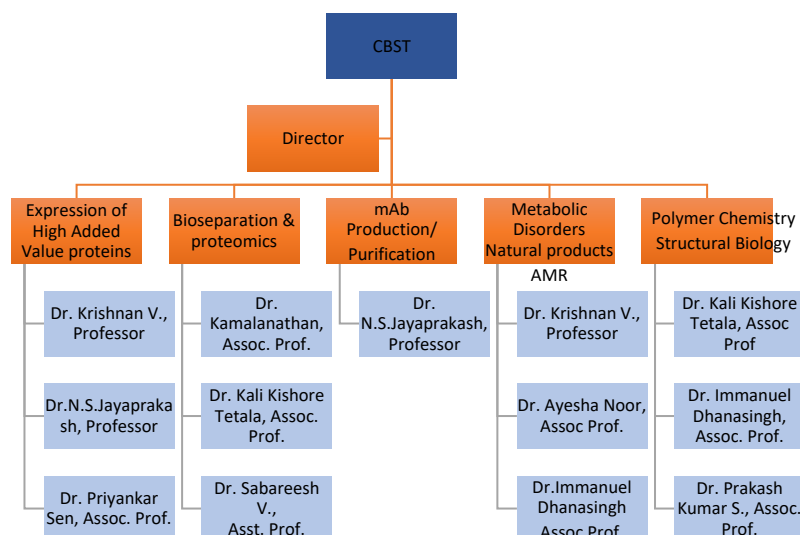 CBST
Director
Expression of
High Added
Value proteins
Bioseparation &
proteomics
mAb
Production/
Purification
Metabolic
Disorders
Natural products
AMR
Polymer Chemistry
Structural Biology
Dr. Krishnan V.,
Professor
Dr.
Kamalanathan,
Assoc. Prof.
Dr.
N.S.Jayaprakash,
Professor
Dr. Krishnan V.,
Professor
Dr. Kali Kishore
Tetala, Assoc
Prof
Dr.N.S.Jayapraka
sh, Professor
Dr. Kali Kishore
Tetala, Assoc.
Prof.
Dr. Ayesha Noor,
Assoc Prof.
Dr. Immanuel
Dhanasingh,
Assoc. Prof.
Dr. Priyankar
Sen, Assoc. Prof.
Dr. Sabareesh
V.,
Asst. Prof.
Dr.Immanuel
Dhanasingh
Assoc Prof
Dr. Prakash
Kumar S., Assoc.
Prof.